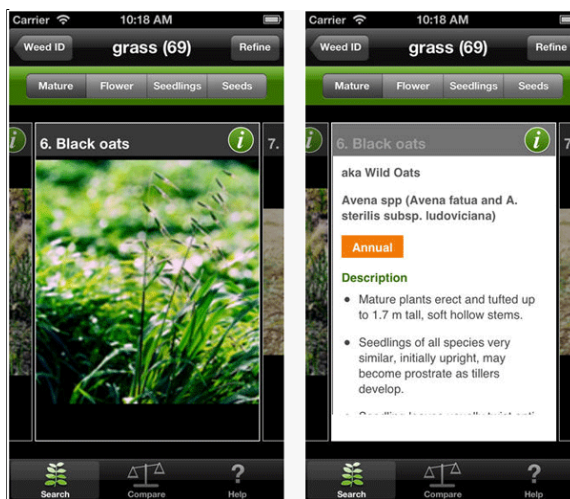 Carrier 10:18 AM
Weed ID grass (69) Refine
Mature Flower Seedlings Seeds
6. Black oats i 7.
Search Compare Help
Carrier 10:18 AM
Weed ID grass (69) Refine
Mature Flower Seedlings Seeds
6. Black oats i 7
aka Wild Oats
Avena spp (Avena fatua and A.
sterilis subsp. ludoviciana)
Annual
Description
• Mature plants erect and tufted up
to 1.7 m tall, soft hollow stems.
• Seedlings of all species very
similar, initially upright, may
become prostrate as tillers
develop.
Search Compare Help